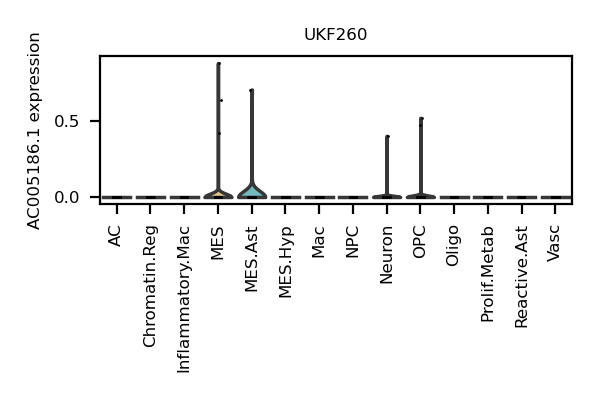 UKF260
AC005186.1 expression
0.5
0.0
AC
Chromatin.Reg
Inflammatory.Mac
MES
MES.Ast
MES.Hyp
Mac
NPC
Neuron
OPC
Oligo
Prolif.Metab
Reactive.Ast
Vasc